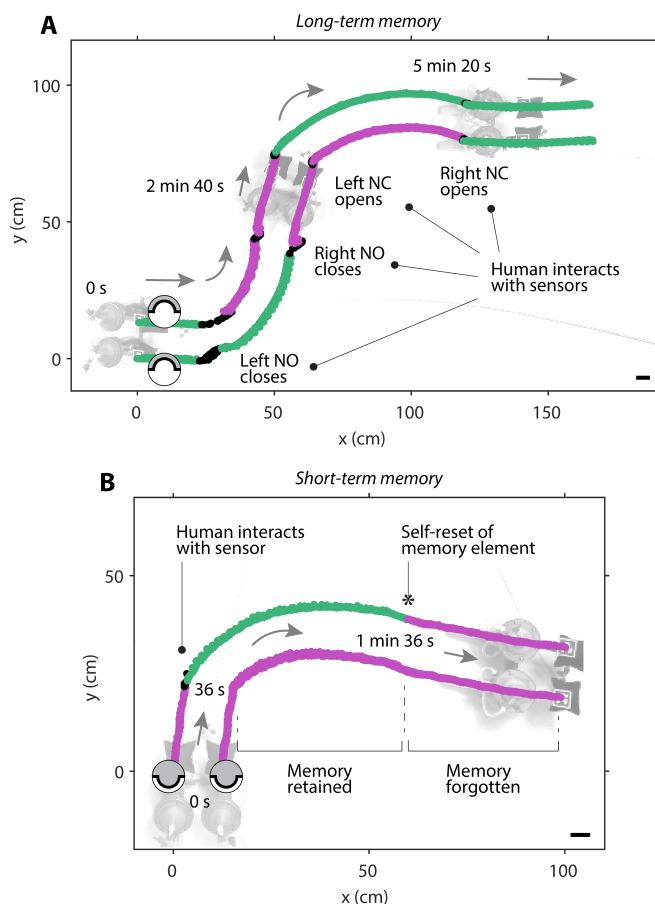 A
Long-term memory
5 min 20 s
100
2 min 40 s
Left NC
opens
Right NC
opens
50
y (cm)
Right NO
closes
Human interacts
with sensors
0 s
0
Left NO
closes
0
50
100
150
x (cm)
B
Short-term memory
Human interacts
with sensor
Self-reset of
memory element
50
*
1 min 36 s
36 s
y (cm)
0
0 s
Memory
retained
Memory
forgotten
0
50
100
x (cm)